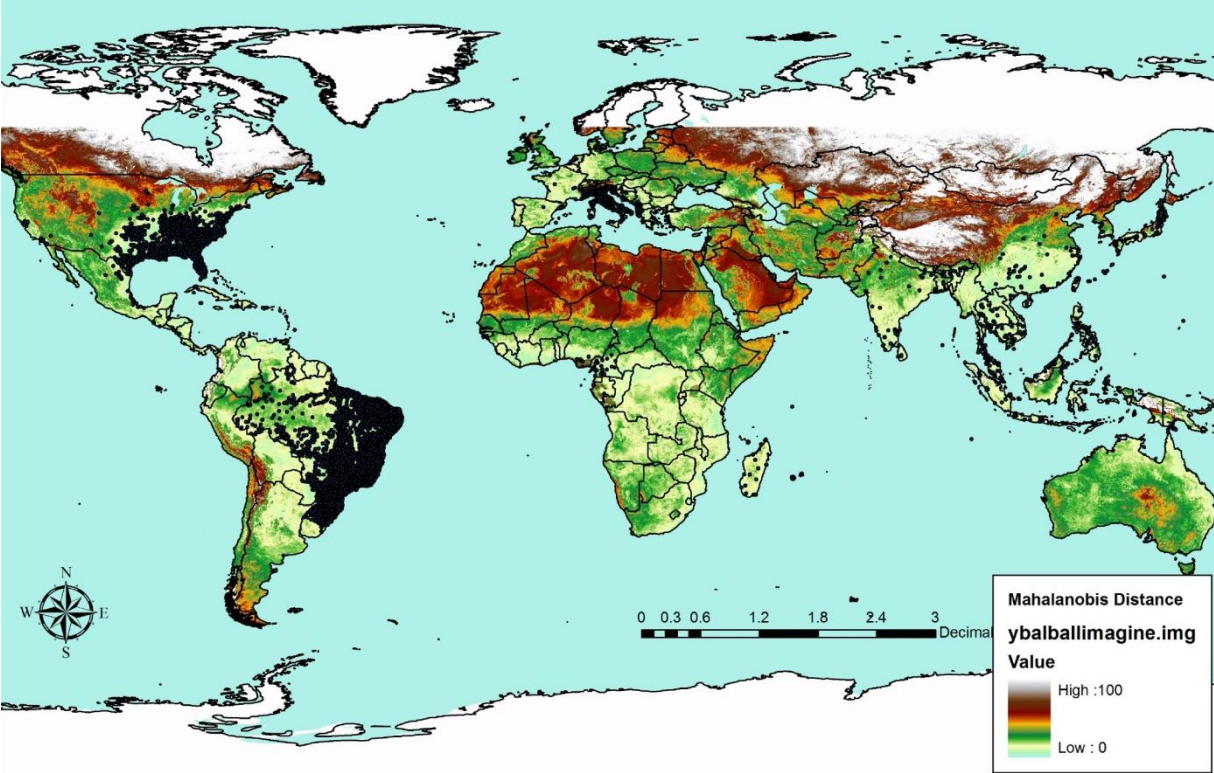 N
W E
S
0 0.3 0.6 1.2 1.8 2.4 3
Decimal
Mahalanobis Distance
ybalballimagine.img
Value
High :100
Low : 0